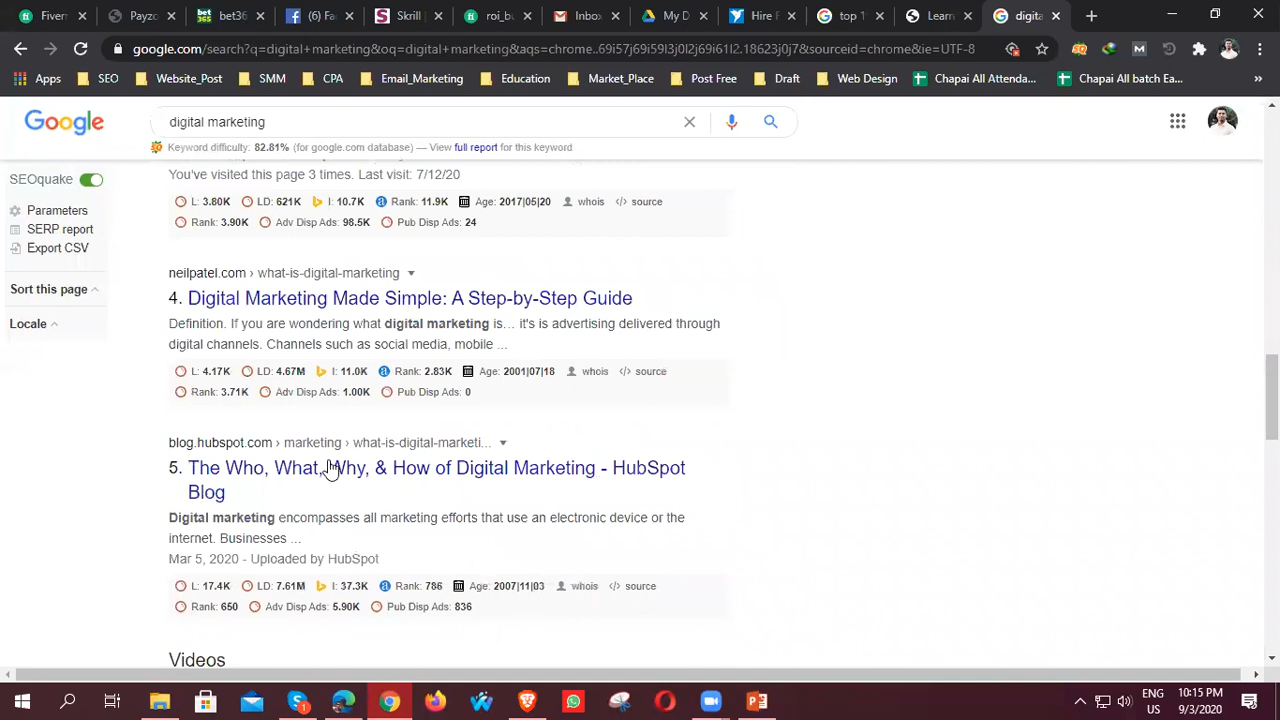 Fiverr
Payzo
bet36
(6) Fa
Skrill
roi_bu
Inbox
My D
Hire F
top 1
Learn
digita
google.com/search?q=digital+marketing&oq=digital+marketing&aqs=chrome..69i57j69i59l3j0l2j69i61l2.18623j0j7&sourceid=chrome&ie=UTF-8
Apps
SEO
Website_Post
SMM
CPA
Email_Marketing
Education
Market_Place
Post Free
Draft
Web Design
Chapai All Attenda...
Chapai All batch Ea...
»
Google
digital marketing
Keyword difficulty: 82.81% (for google.com database) — View full report for this keyword
SEOquake
Parameters
SERP report
Export CSV
Sort this page
Locale
You've visited this page 3 times. Last visit: 7/12/20
L: 3.80K LD: 621K I: 10.7K Rank: 11.9K Age: 2017|05|20 whois </> source
Rank: 3.90K Adv Disp Ads: 98.5K Pub Disp Ads: 24
neilpatel.com › what-is-digital-marketing
4. Digital Marketing Made Simple: A Step-by-Step Guide
Definition. If you are wondering what digital marketing is... it's is advertising delivered through
digital channels. Channels such as social media, mobile ...
L: 4.17K LD: 4.67M I: 11.0K Rank: 2.83K Age: 2001|07|18 whois </> source
Rank: 3.71K Adv Disp Ads: 1.00K Pub Disp Ads: 0
blog.hubspot.com › marketing › what-is-digital-marketi...
5. The Who, What, Why, & How of Digital Marketing - HubSpot
Blog
Digital marketing encompasses all marketing efforts that use an electronic device or the
internet. Businesses ...
Mar 5, 2020 - Uploaded by HubSpot
L: 17.4K LD: 7.61M I: 37.3K Rank: 786 Age: 2007|11|03 whois </> source
Rank: 650 Adv Disp Ads: 5.90K Pub Disp Ads: 836
Videos
ENG
US
10:15 PM
9/3/2020